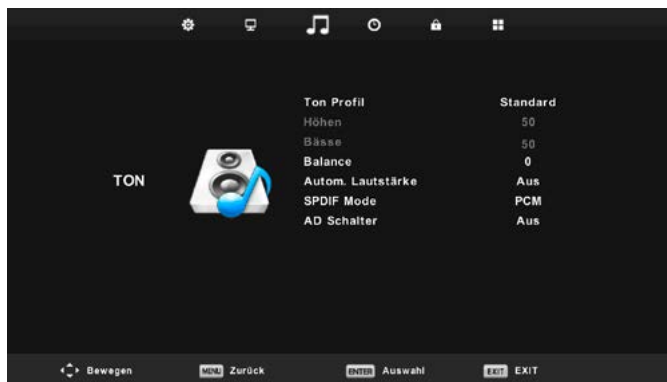 Ton Profil Standard
Höhen 50
Bässe 50
Balance 0
TON
Autom. Lautstärke Aus
SPDIF Mode PCM
AD Schalter Aus
Bewegen MENU Zurück ENTER Auswahl EXIT EXIT